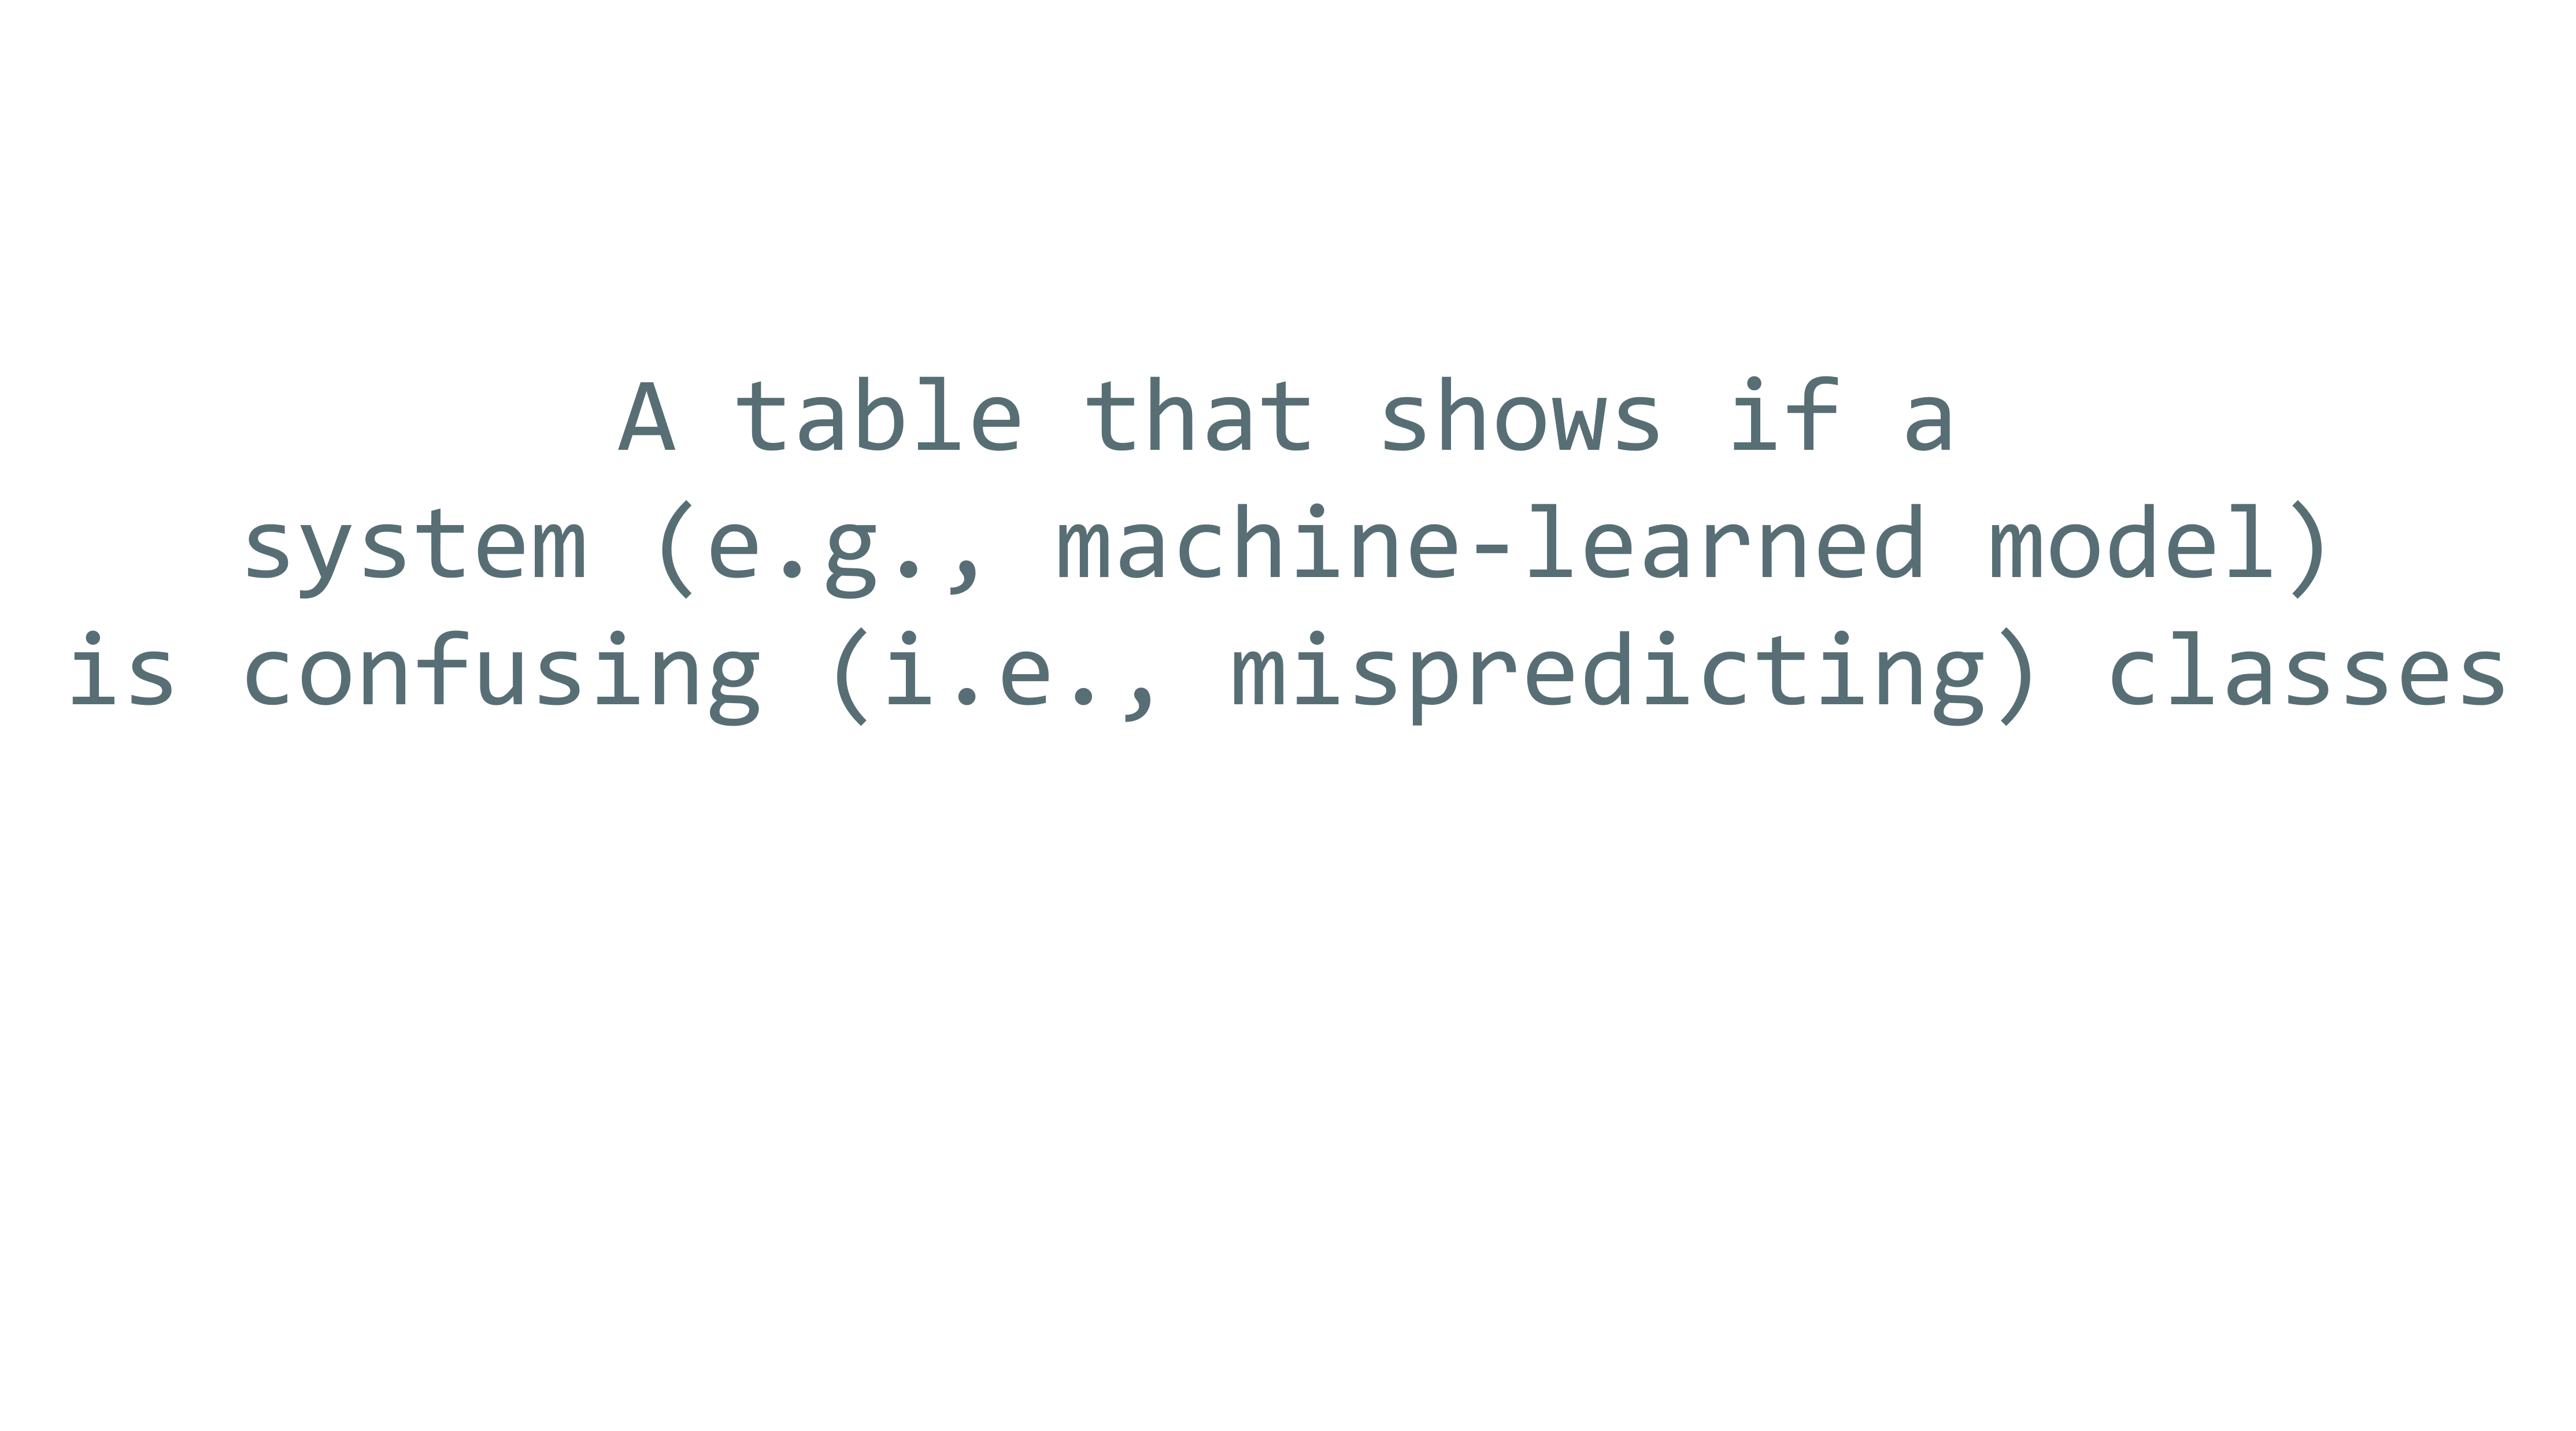 A table that shows if a
system (e.g., machine-learned model)
is confusing (i.e., mispredicting) classes